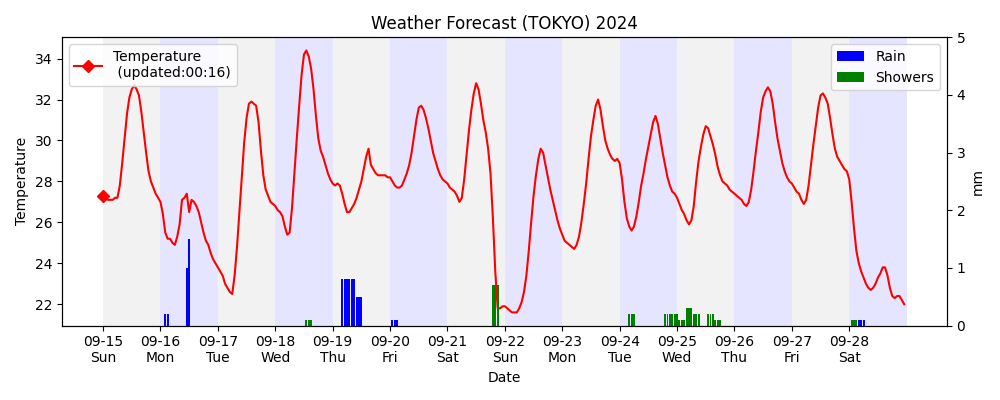 Weather Forecast (TOKYO) 2024
Temperature
(updated:00:16)
Rain
Showers
Temperature
34
32
30
28
26
24
22
5
4
3
2
1
0
mm
09-15 09-16 09-17 09-18 09-19 09-20 09-21 09-22 09-23 09-24 09-25 09-26 09-27 09-28
Sun Mon Tue Wed Thu Fri Sat Sun Mon Tue Wed Thu Fri Sat
Date